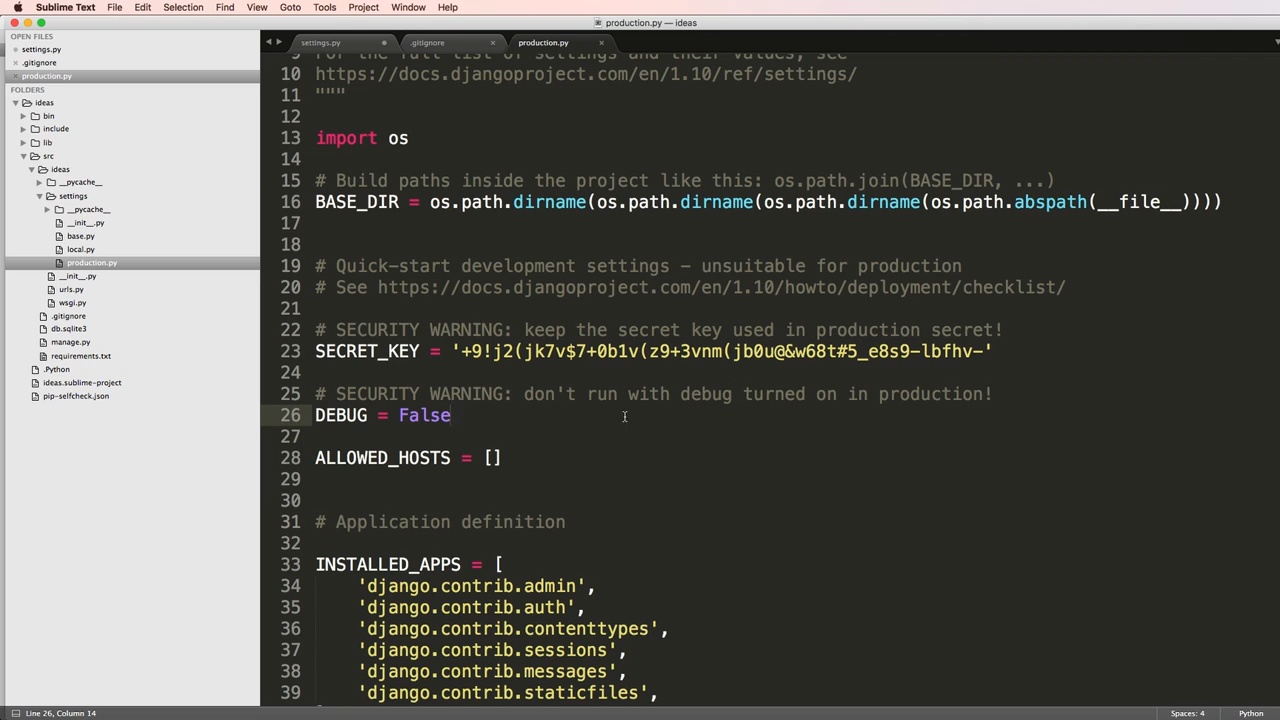 Sublime Text File Edit Selection Find View Goto Tools Project Window Help
production.py — ideas
OPEN FILES
settings.py
.gitignore
production.py
FOLDERS
ideas
bin
include
lib
src
ideas
__pycache__
settings
__pycache__
__init__.py
base.py
local.py
production.py
__init__.py
urls.py
wsgi.py
.gitignore
db.sqlite3
manage.py
requirements.txt
.Python
ideas.sublime-project
pip-selfcheck.json
settings.py .gitignore production.py
9 For the full list of settings and their values, see
10 https://docs.djangoproject.com/en/1.10/ref/settings/
11 """
12
13 import os
14
15 # Build paths inside the project like this: os.path.join(BASE_DIR, ...)
16 BASE_DIR = os.path.dirname(os.path.dirname(os.path.dirname(os.path.abspath(__file__))))
17
18
19 # Quick-start development settings - unsuitable for production
20 # See https://docs.djangoproject.com/en/1.10/howto/deployment/checklist/
21
22 # SECURITY WARNING: keep the secret key used in production secret!
23 SECRET_KEY = '+9!j2(jk7v$7+0b1v(z9+3vnm(jb0u@&w68t#5_e8s9-lbfhv-'
24
25 # SECURITY WARNING: don't run with debug turned on in production!
26 DEBUG = False
27
28 ALLOWED_HOSTS = []
29
30
31 # Application definition
32
33 INSTALLED_APPS = [
34 'django.contrib.admin',
35 'django.contrib.auth',
36 'django.contrib.contenttypes',
37 'django.contrib.sessions',
38 'django.contrib.messages',
39 'django.contrib.staticfiles',
Line 26, Column 14 Spaces: 4 Python